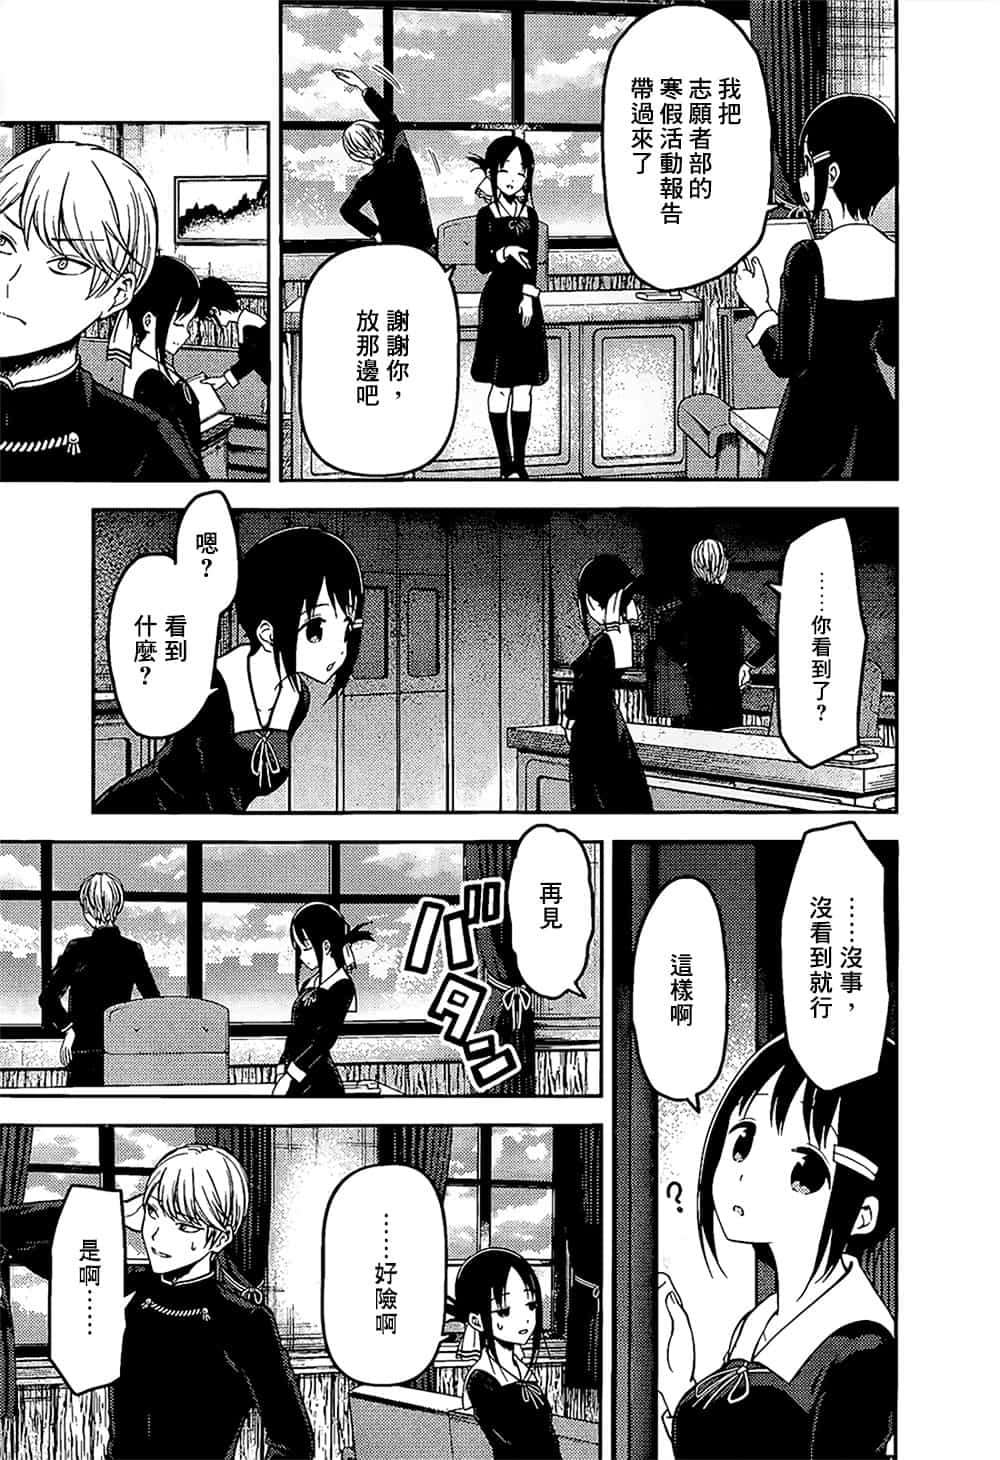 我把
志願者部的
寒假活動報告
帶過來了
謝謝你，
放那邊吧
……你看到了？
嗯？
看到
什麼？
……沒事，
沒看到就行
這樣啊
再見
バタン
?
……好險啊
是啊……